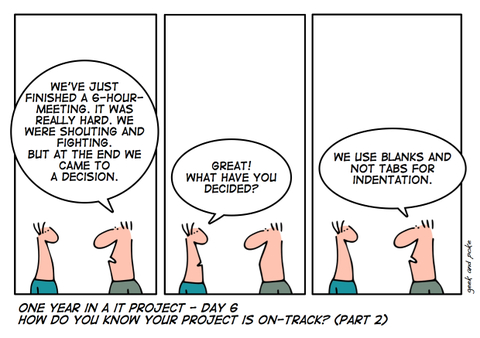 WE'VE JUST
FINISHED A 6-HOUR-
MEETING. IT WAS
REALLY HARD. WE
WERE SHOUTING AND
FIGHTING.
BUT AT THE END WE
CAME TO
A DECISION.
GREAT!
WHAT HAVE YOU
DECIDED?
WE USE BLANKS AND
NOT TABS FOR
INDENTATION.
geek and poke
ONE YEAR IN A IT PROJECT - DAY 6
HOW DO YOU KNOW YOUR PROJECT IS ON-TRACK? (PART 2)